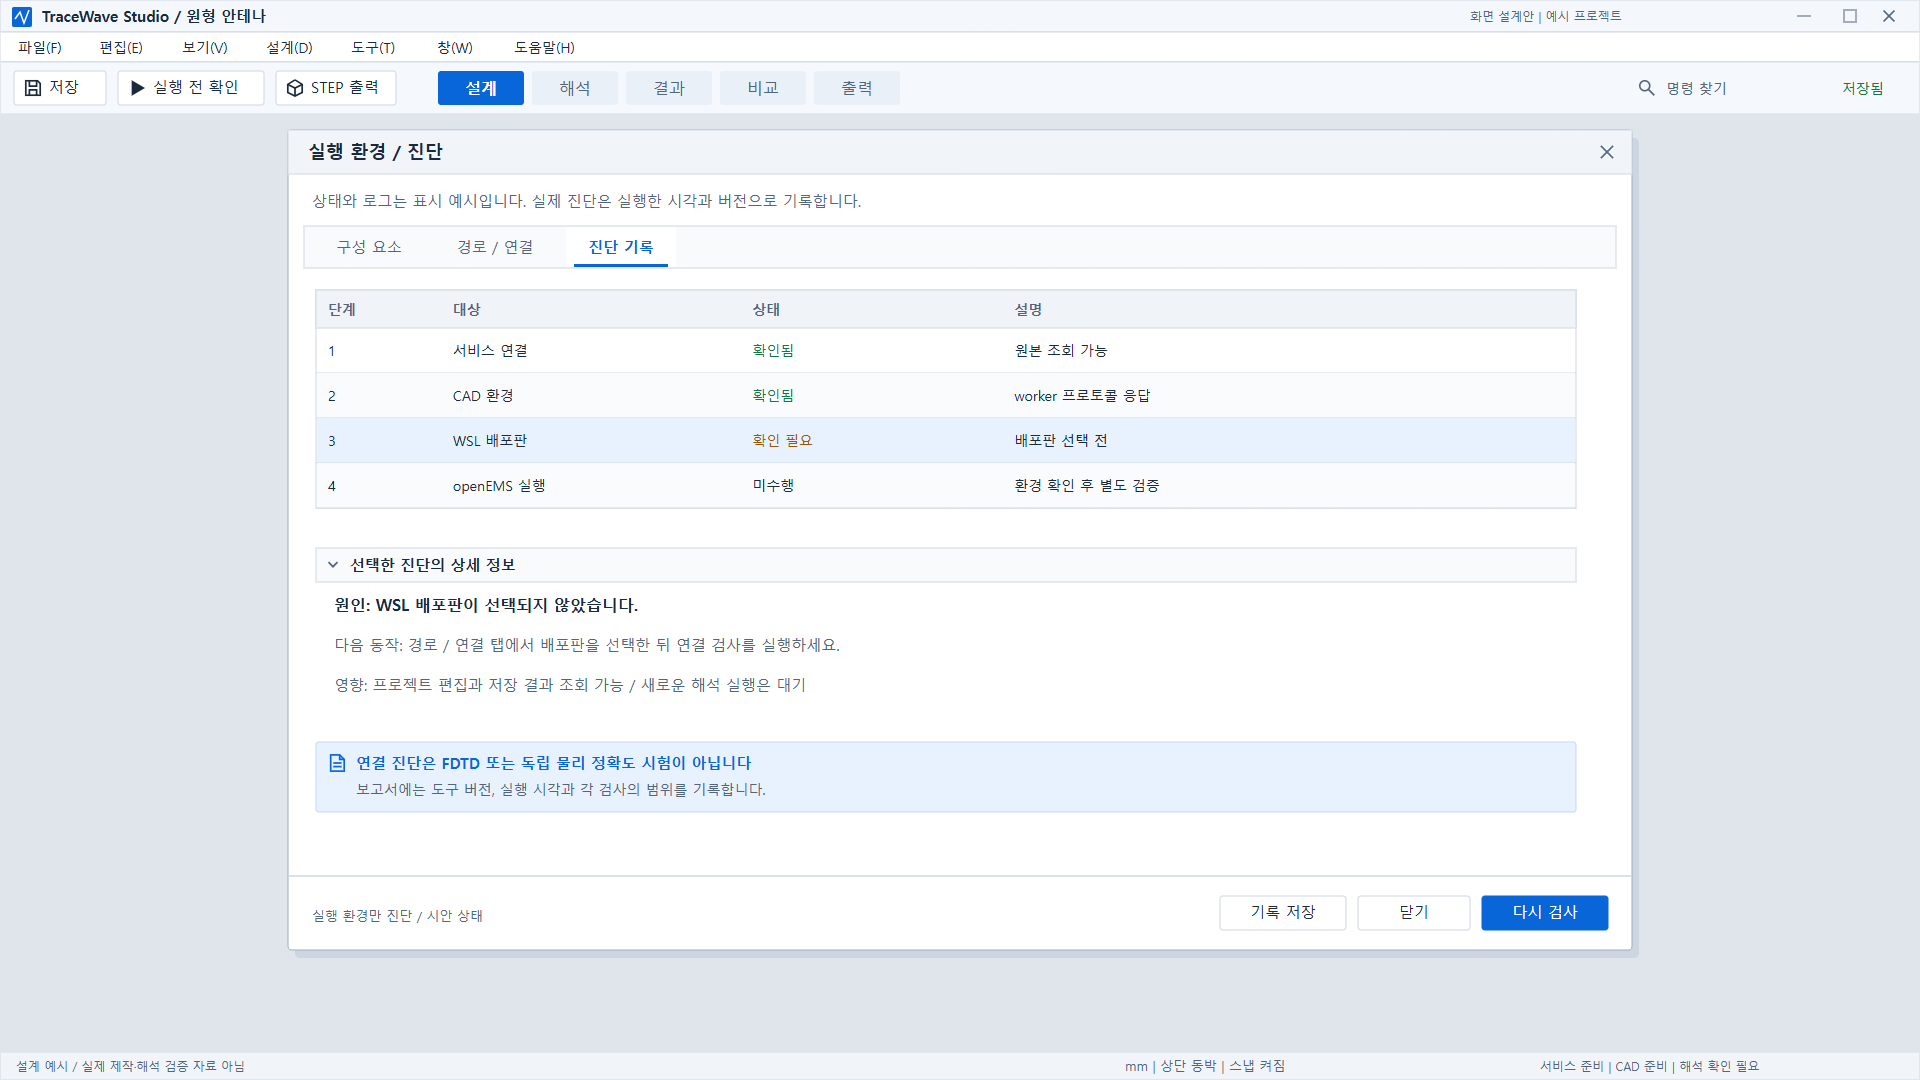 TraceWave Studio / 원형 안테나
화면 설계안 | 예시 프로젝트
파일(F) 편집(E) 보기(V) 설계(D) 도구(T) 창(W) 도움말(H)
저장 실행 전 확인 STEP 출력 설계 해석 결과 비교 출력 명령 찾기 저장됨
실행 환경 / 진단
상태와 로그는 표시 예시입니다. 실제 진단은 실행한 시각과 버전으로 기록합니다.
구성 요소 경로 / 연결 진단 기록
단계 대상 상태 설명
1 서비스 연결 확인됨 원본 조회 가능
2 CAD 환경 확인됨 worker 프로토콜 응답
3 WSL 배포판 확인 필요 배포판 선택 전
4 openEMS 실행 미수행 환경 확인 후 별도 검증
선택한 진단의 상세 정보
원인: WSL 배포판이 선택되지 않았습니다.
다음 동작: 경로 / 연결 탭에서 배포판을 선택한 뒤 연결 검사를 실행하세요.
영향: 프로젝트 편집과 저장 결과 조회 가능 / 새로운 해석 실행은 대기
연결 진단은 FDTD 또는 독립 물리 정확도 시험이 아닙니다
보고서에는 도구 버전, 실행 시각과 각 검사의 범위를 기록합니다.
실행 환경만 진단 / 시안 상태
기록 저장 닫기 다시 검사
설계 예시 / 실제 제작·해석 검증 자료 아님
mm | 상단 동박 | 스냅 켜짐
서비스 준비 | CAD 준비 | 해석 확인 필요